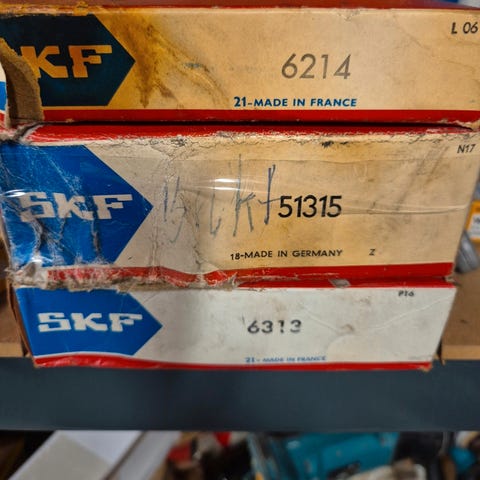 L 06
SKF
6214
21-MADE IN FRANCE
N17
SKF
51315
18-MADE IN GERMANY Z
P16
SKF
6313
21-MADE IN FRANCE